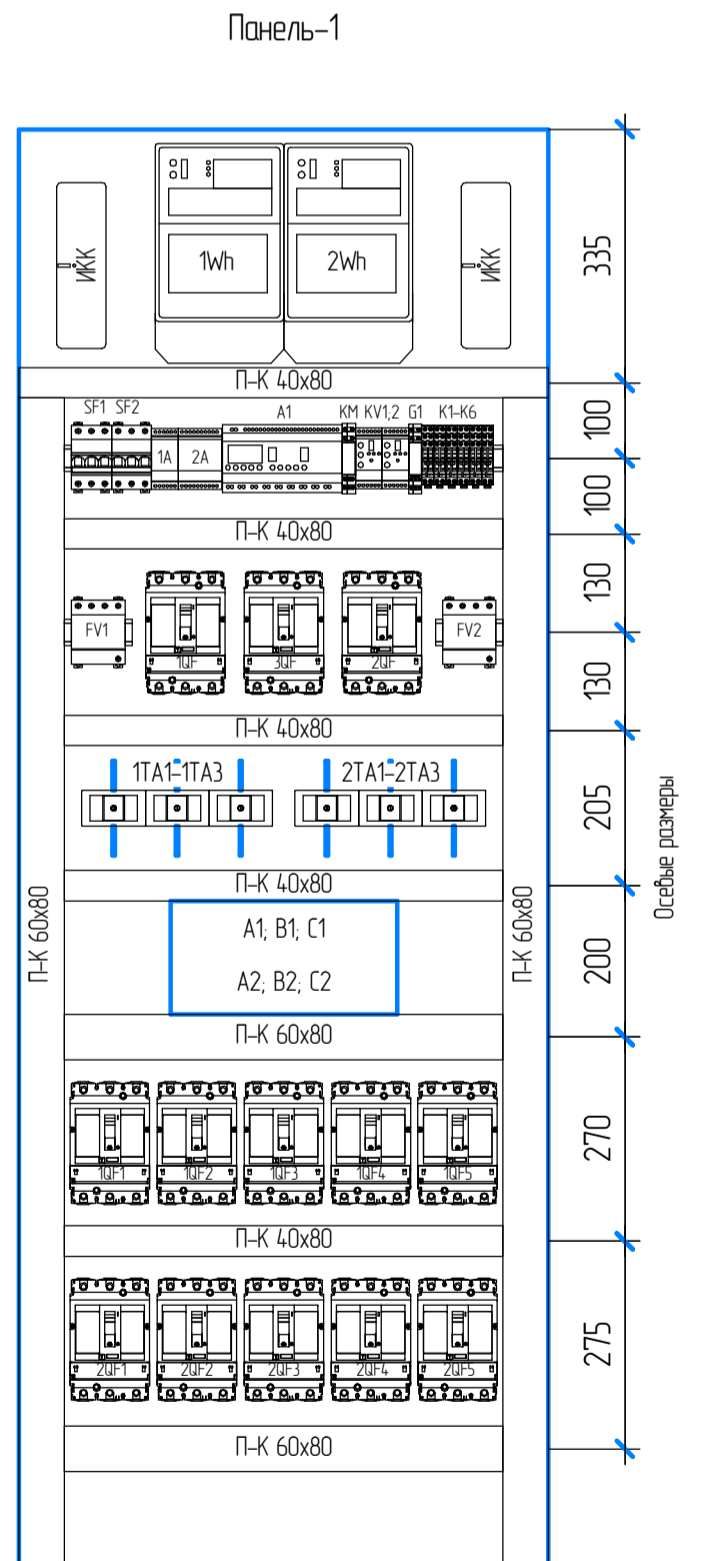 Панель-1
1Wh 2Wh
ИКК ИКК
335
П-К 40х80
SF1 SF2 A1 KM KV1;2 G1 K1-K6
100
1A 2A
100
П-К 40х80
130
FV1 FV2
1QF 3QF 2QF
130
П-К 40х80
1TA1-1TA3 2TA1-2TA3
205
Осевые размеры
П-К 40х80
П-К 60х80 П-К 60х80
A1; B1; C1
200
A2; B2; C2
П-К 60х80
270
1QF1 1QF2 1QF3 1QF4 1QF5
П-К 40х80
275
2QF1 2QF2 2QF3 2QF4 2QF5
П-К 60х80